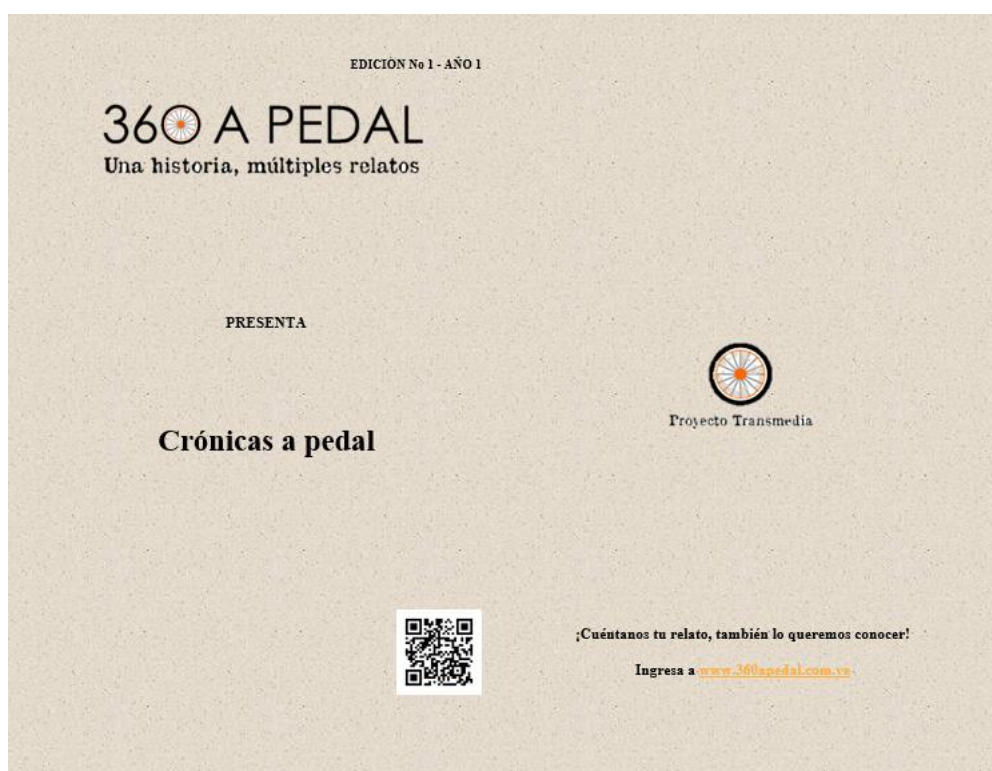 EDICIÓN No 1 - AÑO 1
360 A PEDAL
Una historia, múltiples relatos
PRESENTA
Crónicas a pedal
Proyecto Transmedia
¡Cuéntanos tu relato, también lo queremos conocer!
Ingresa a www.360apedal.com.ve